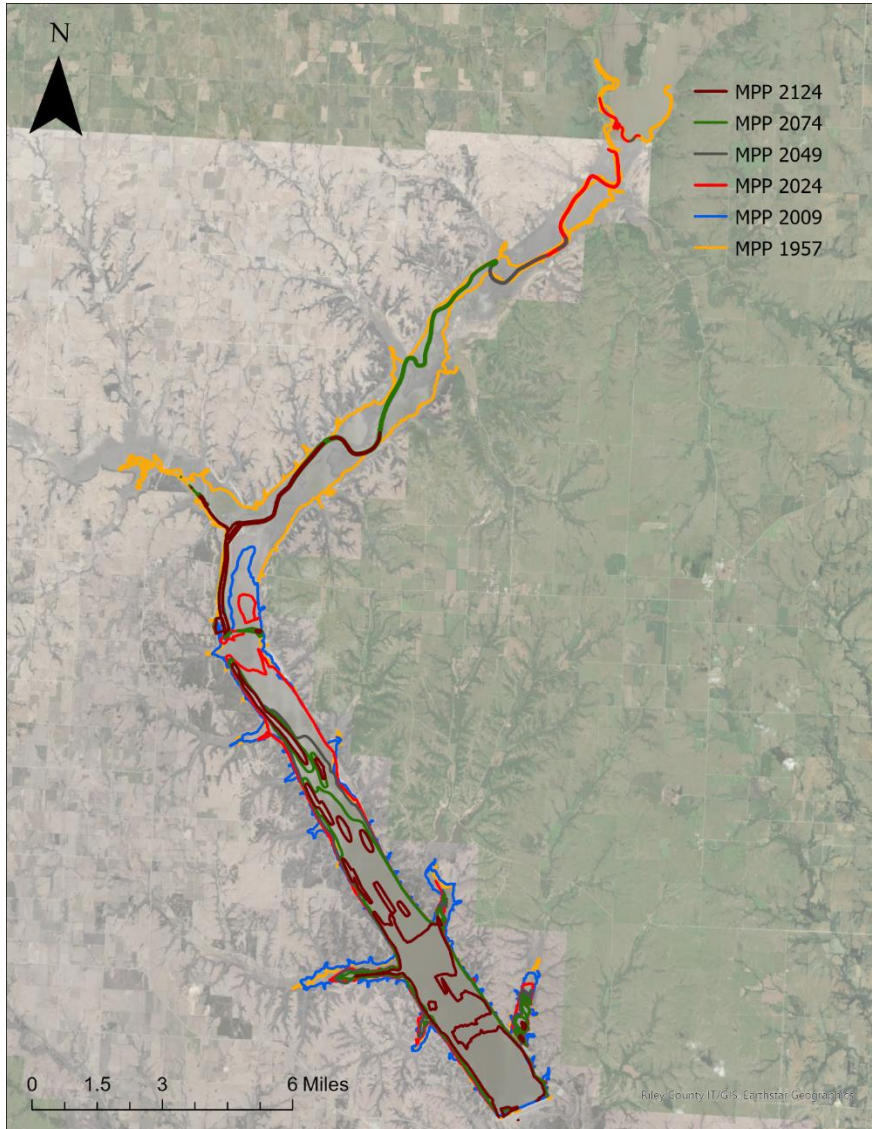 N
MPP 2124
MPP 2074
MPP 2049
MPP 2024
MPP 2009
MPP 1957
0 1.5 3 6 Miles
Riley County IT/GIS, Earthstar Geographics